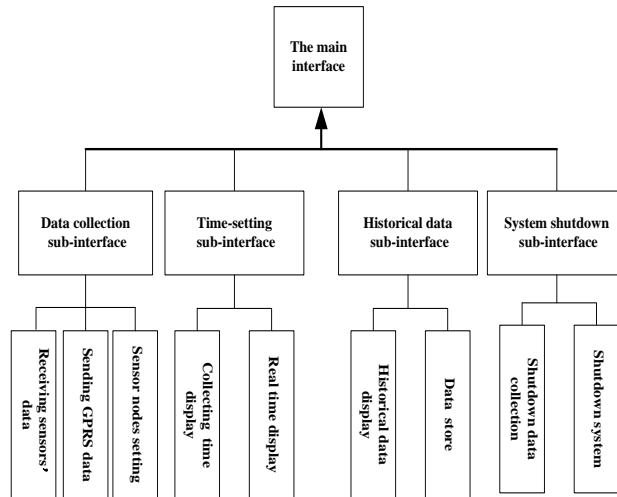 The main
interface
Data collection
sub-interface
Time-setting
sub-interface
Historical data
sub-interface
System shutdown
sub-interface
Receiving sensors'
data
Sending GPRS data
Sensor nodes setting
Collecting time
display
Real time display
Historical data
display
Data store
Shutdown data
collection
Shutdown system